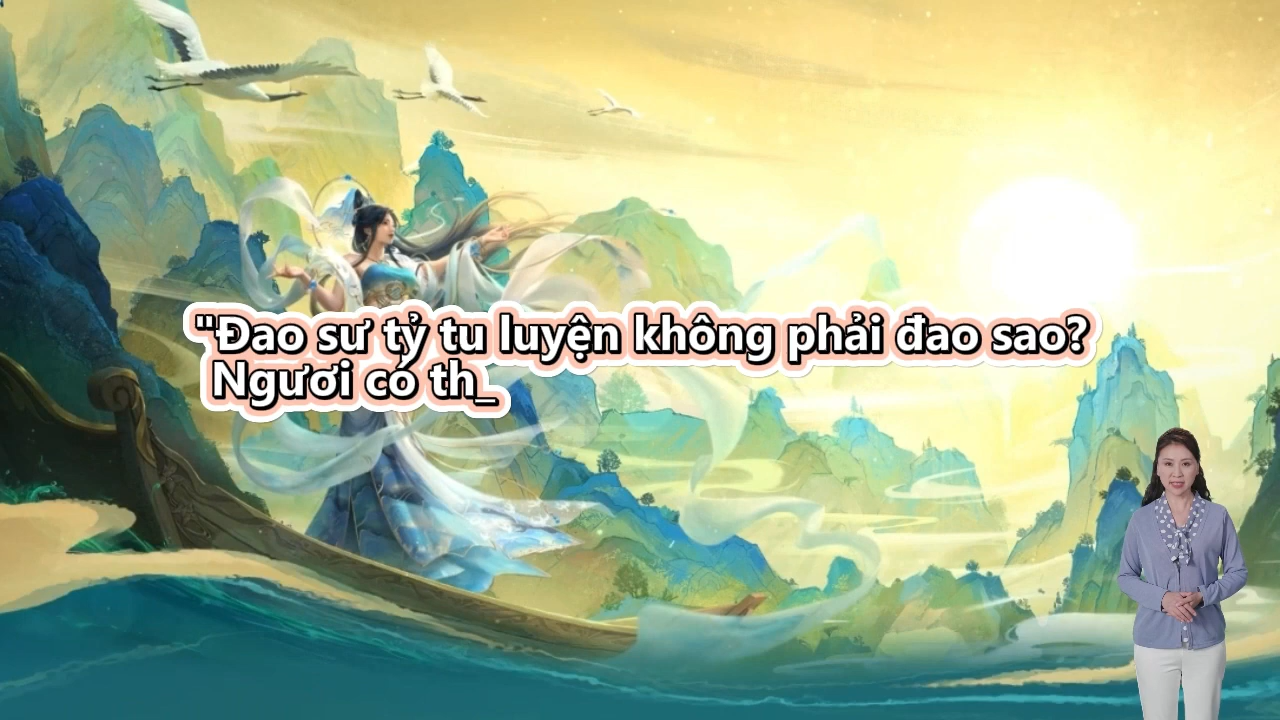 "Đao sư tỷ tu luyện không phải đao sao?
Ngươi có th_